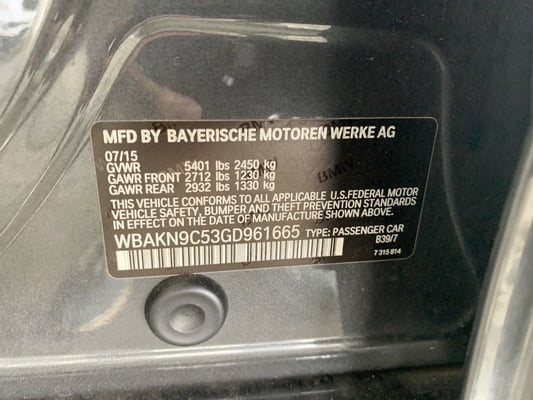 MFD BY BAYERISCHE MOTOREN WERKE AG
07/15
GVWR 5401 lbs 2450 kg
GAWR FRONT 2712 lbs 1230 kg
GAWR REAR 2932 lbs 1330 kg
THIS VEHICLE CONFORMS TO ALL APPLICABLE U.S.FEDERAL MOTOR
VEHICLE SAFETY, BUMPER, AND THEFT PREVENTION STANDARDS
IN EFFECT ON THE DATE OF MANUFACTURE SHOWN ABOVE.
WBAKN9C53GD961665 TYPE: PASSENGER CAR
B39/7
7 315 814
BMW